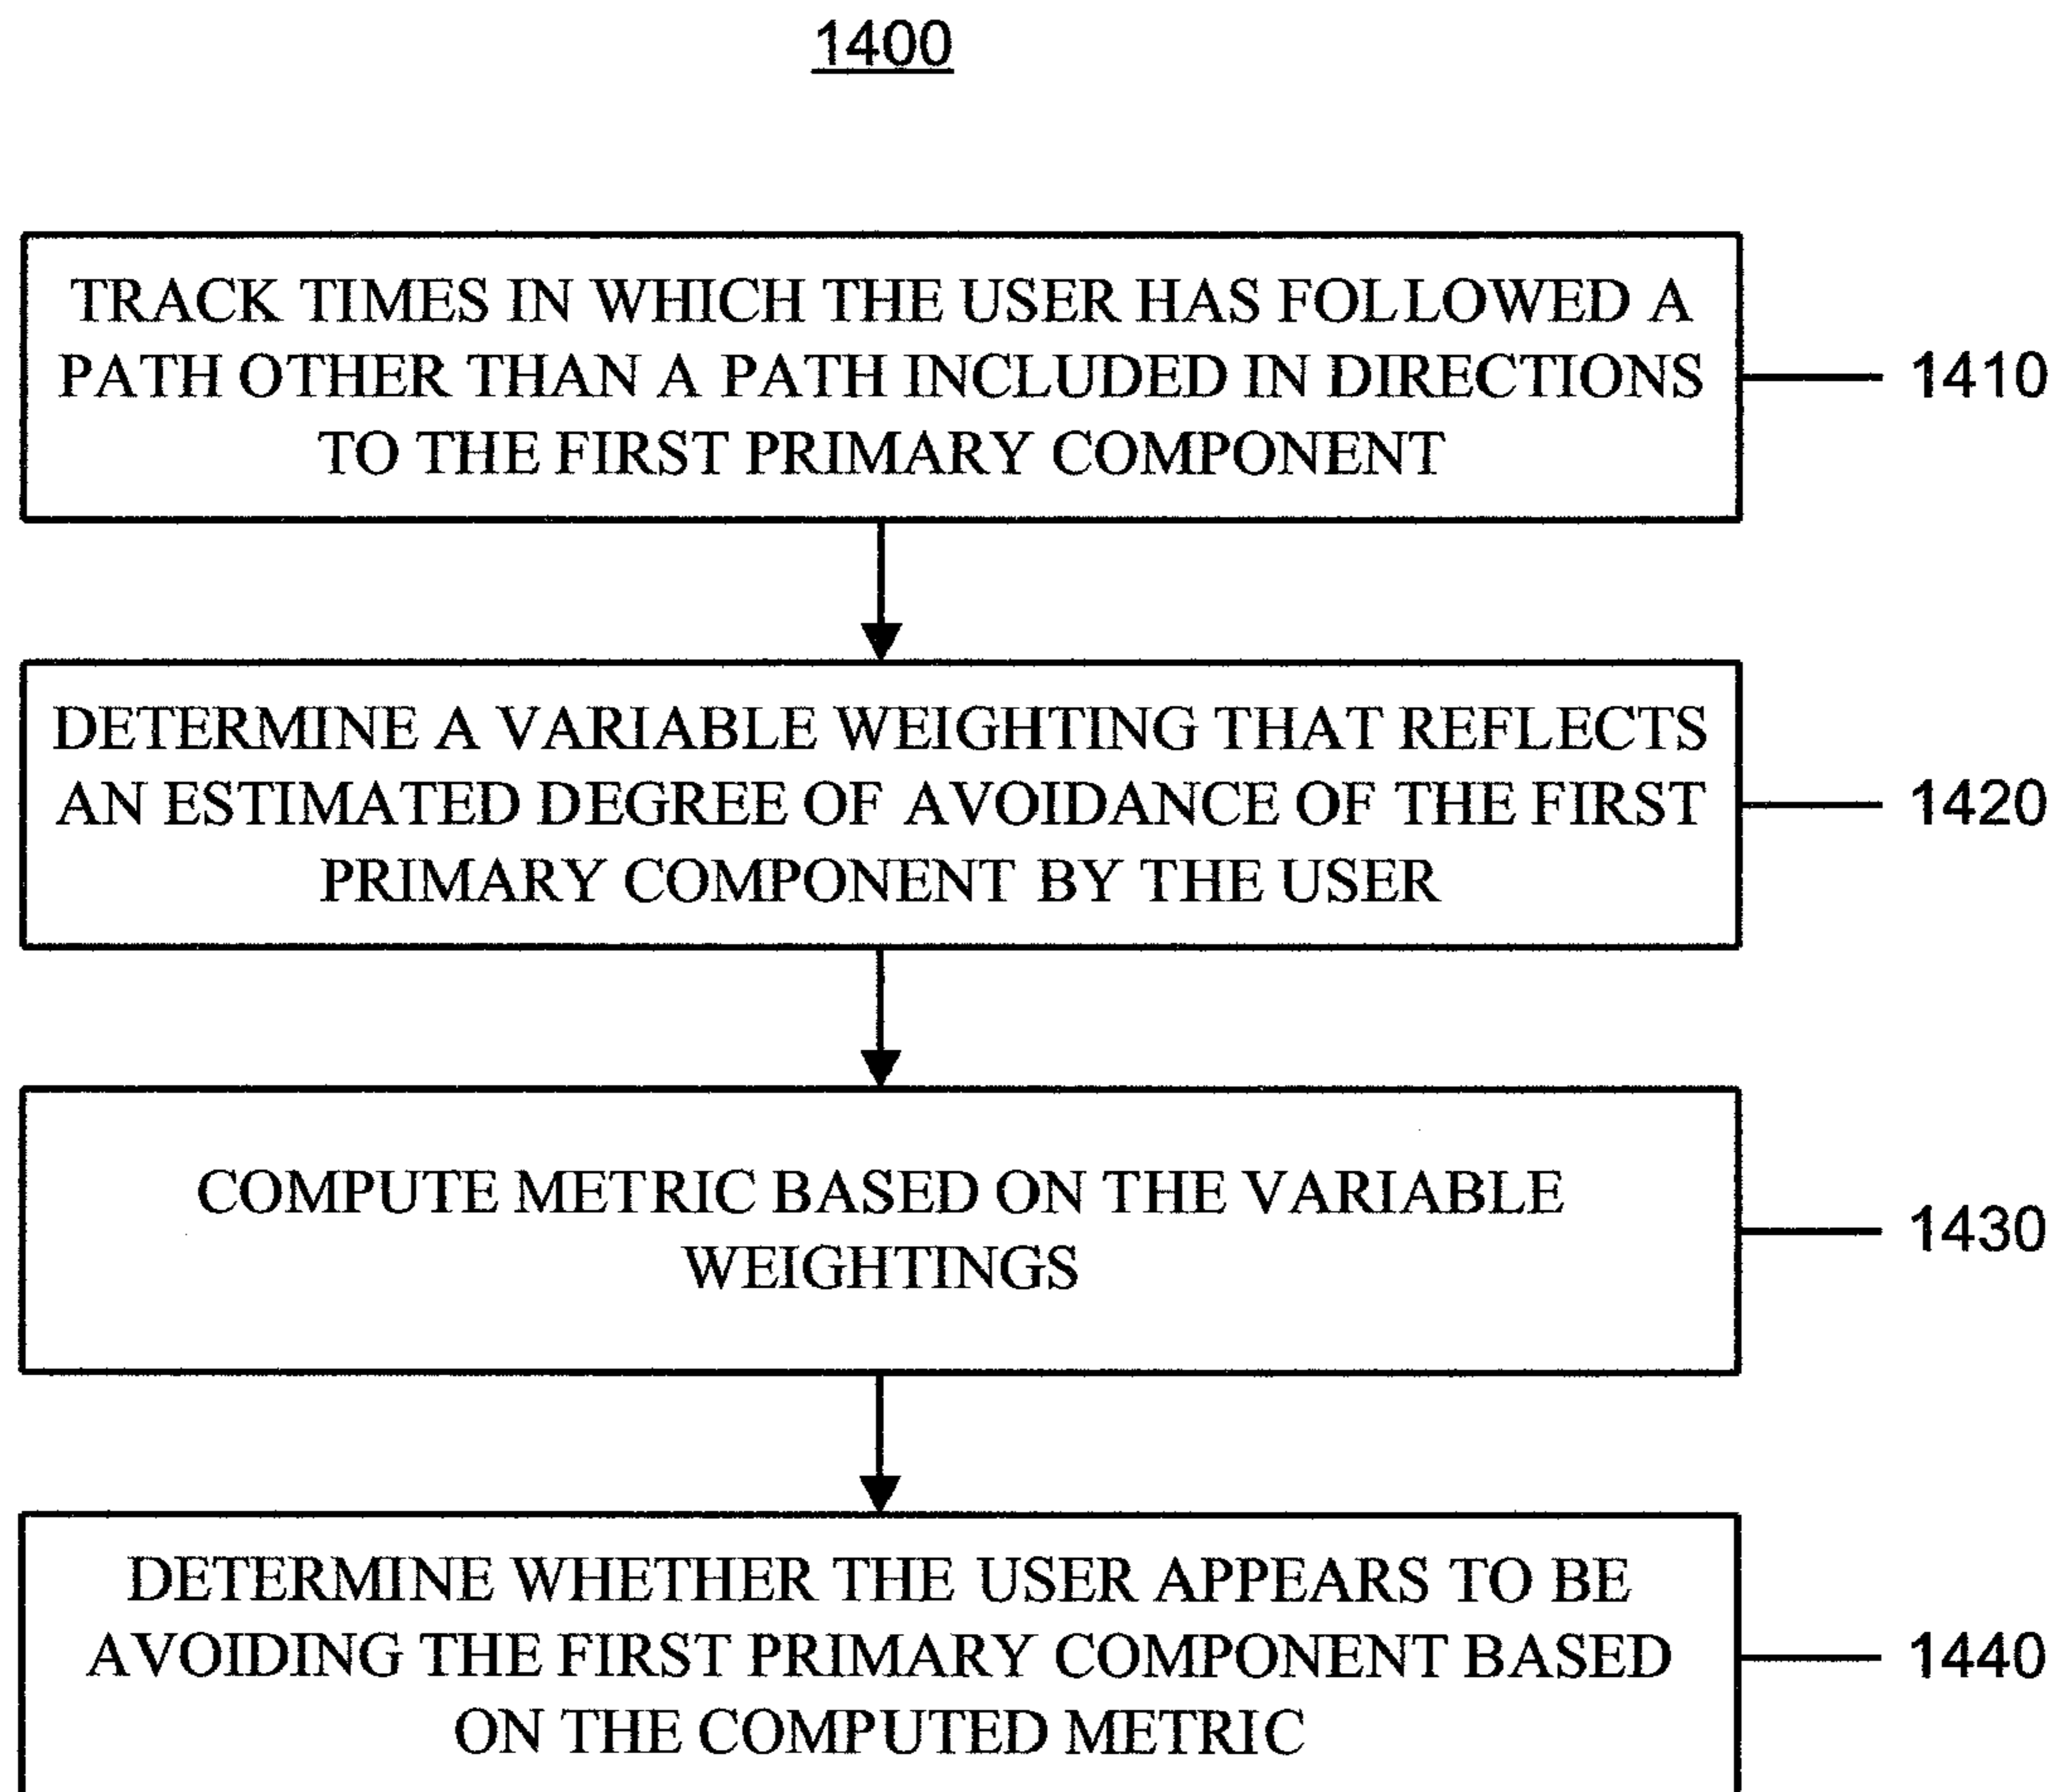 1400
TRACK TIMES IN WHICH THE USER HAS FOLLOWED A
PATH OTHER THAN A PATH INCLUDED IN DIRECTIONS
TO THE FIRST PRIMARY COMPONENT
1410
DETERMINE A VARIABLE WEIGHTING THAT REFLECTS
AN ESTIMATED DEGREE OF AVOIDANCE OF THE FIRST
PRIMARY COMPONENT BY THE USER
1420
COMPUTE METRIC BASED ON THE VARIABLE
WEIGHTINGS
1430
DETERMINE WHETHER THE USER APPEARS TO BE
AVOIDING THE FIRST PRIMARY COMPONENT BASED
ON THE COMPUTED METRIC
1440